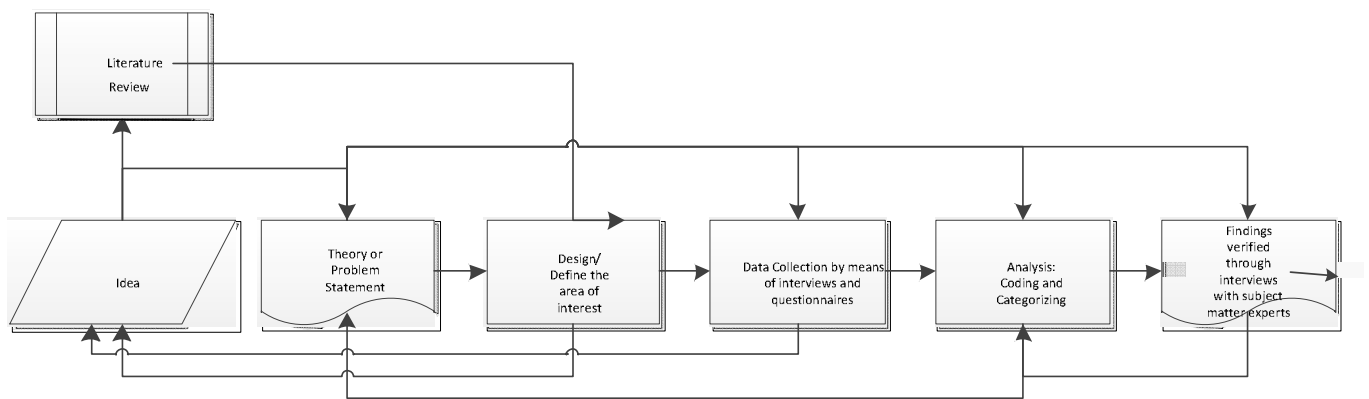 Literature
Review
Idea
Theory or
Problem
Statement
Design/
Define the
area of
interest
Data Collection by means
of interviews and
questionnaires
Analysis:
Coding and
Categorizing
Findings
verified
through
interviews
with subject
matter experts